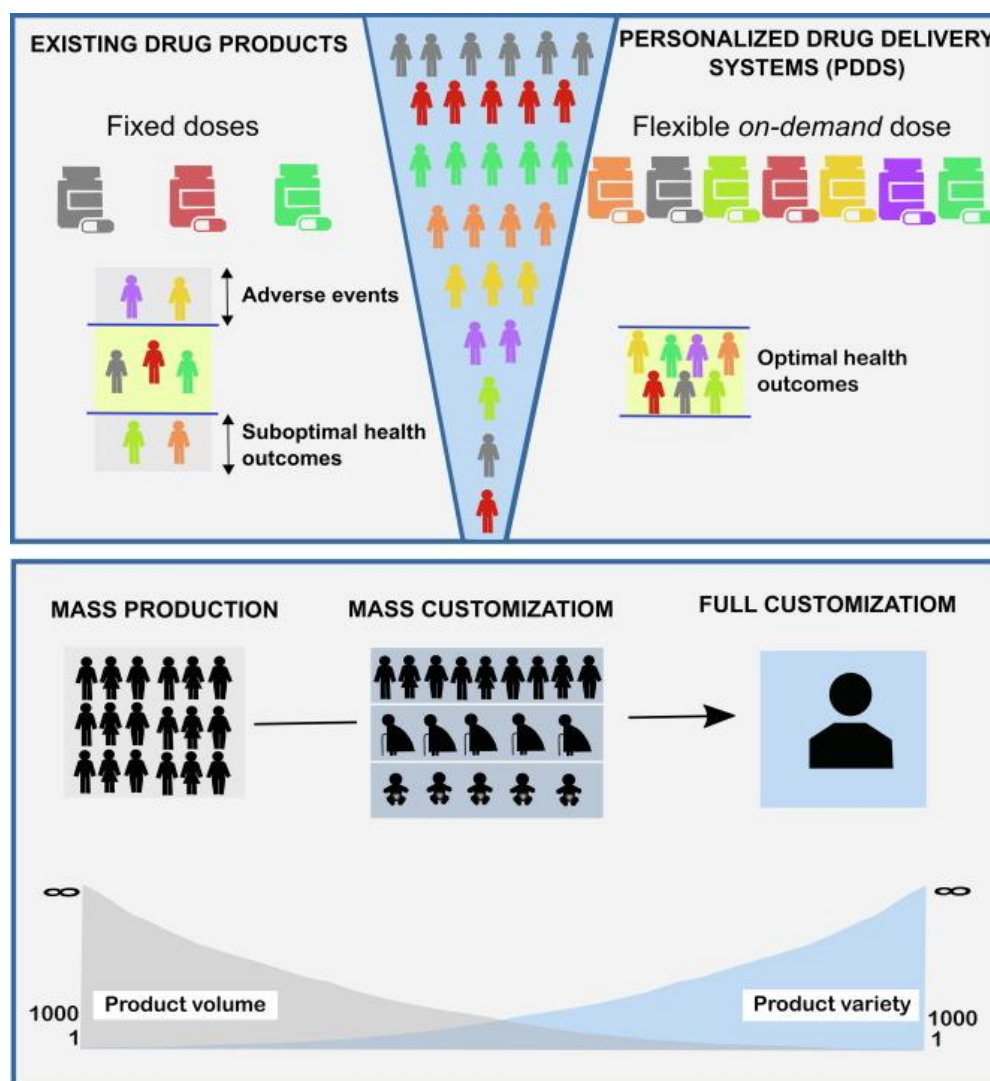 EXISTING DRUG PRODUCTS
PERSONALIZED DRUG DELIVERY
SYSTEMS (PDDS)
Fixed doses
Flexible on-demand dose
Adverse events
Suboptimal health
outcomes
Optimal health
outcomes
MASS PRODUCTION
MASS CUSTOMIZATIOM
FULL CUSTOMIZATIOM
∞
∞
Product volume
Product variety
1000
1
1000
1